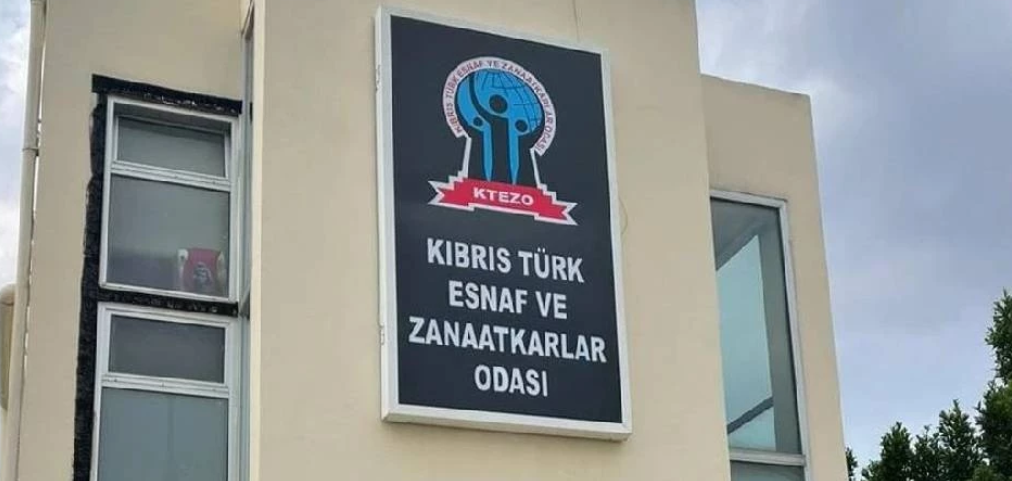 KIBRIS TÜRK ESNAF VE ZANAATKARLAR ODASI
KTEZO
KIBRIS TÜRK
ESNAF VE
ZANAATKARLAR
ODASI